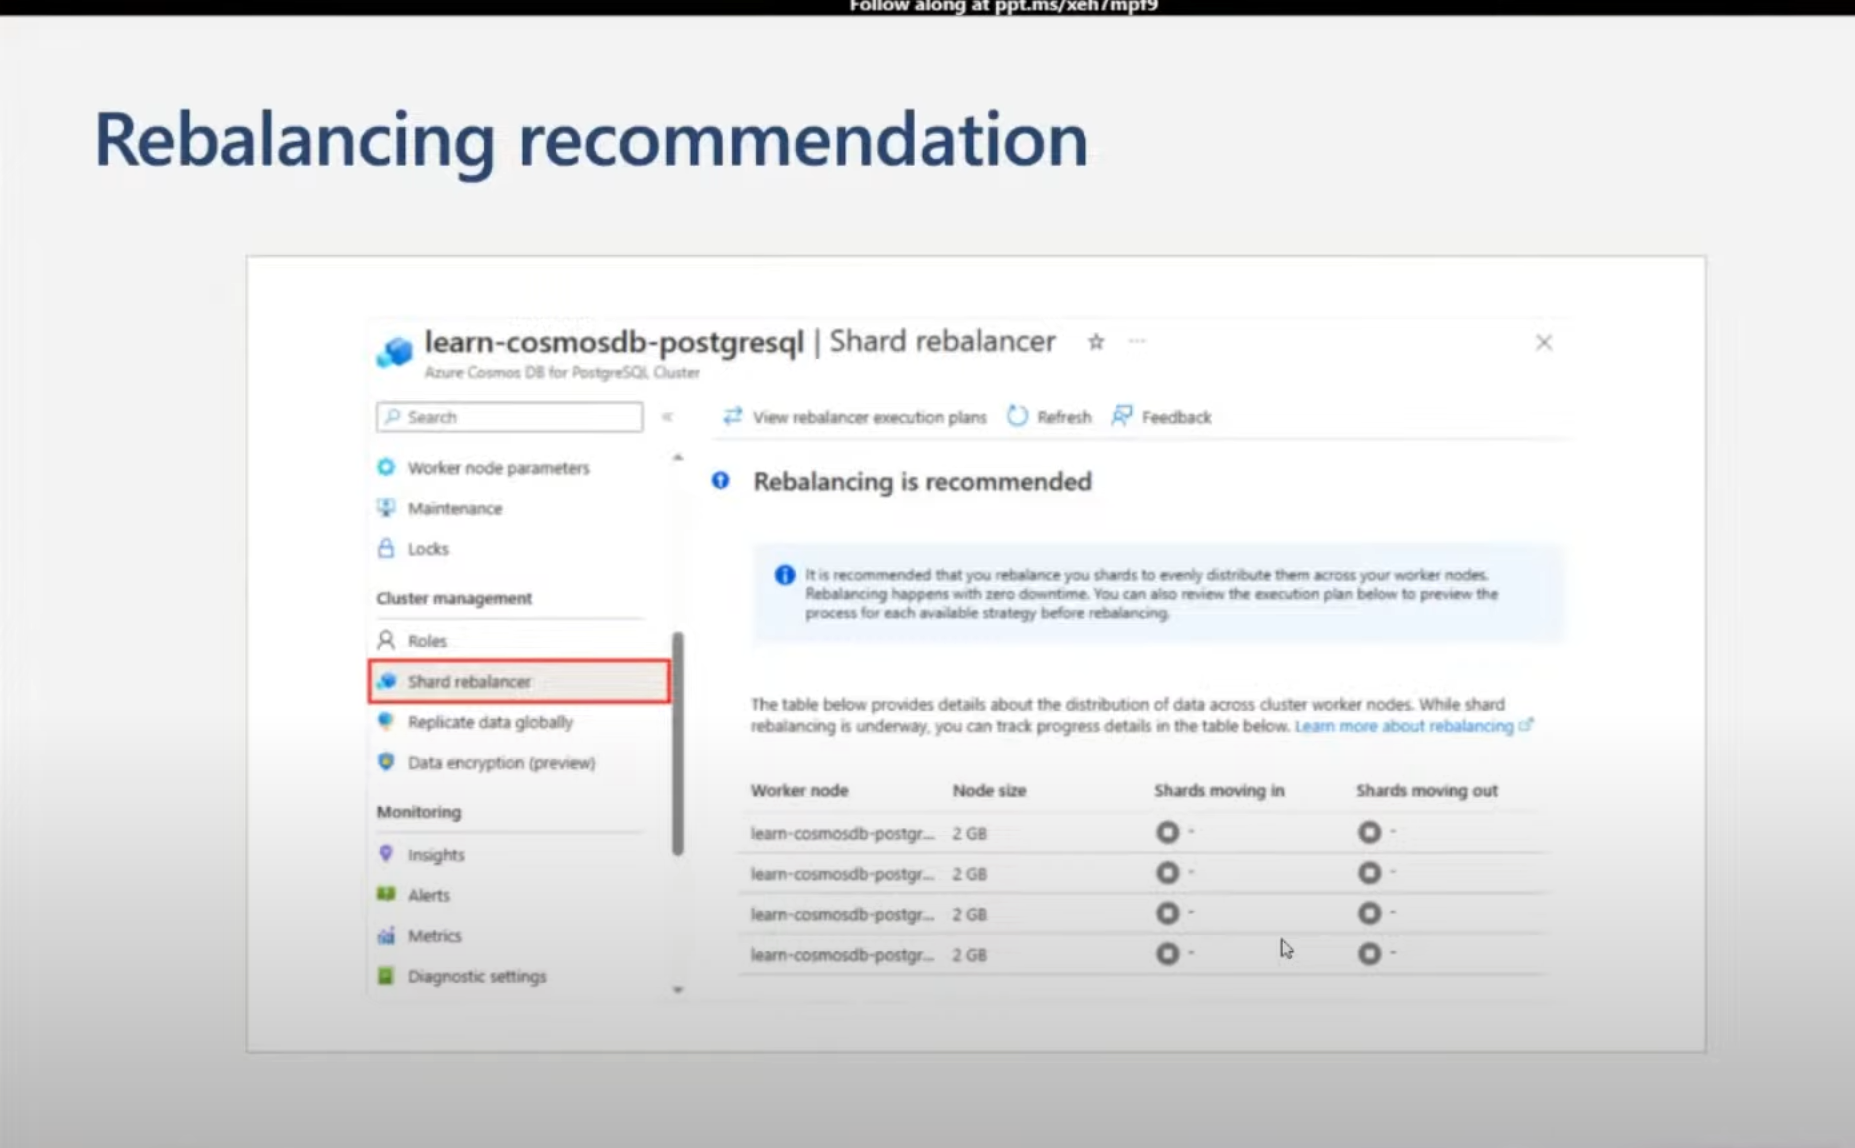 Follow along at ppt.ms/xeh7mpf9
Rebalancing recommendation
learn-cosmosdb-postgresql | Shard rebalancer
Azure Cosmos DB for PostgreSQL Cluster
Search
View rebalancer execution plans Refresh Feedback
Worker node parameters
Maintenance
Locks
Cluster management
Roles
Shard rebalancer
Replicate data globally
Data encryption (preview)
Monitoring
Insights
Alerts
Metrics
Diagnostic settings
Rebalancing is recommended
It is recommended that you rebalance you shards to evenly distribute them across your worker nodes.
Rebalancing happens with zero downtime. You can also review the execution plan below to preview the
process for each available strategy before rebalancing.
The table below provides details about the distribution of data across cluster worker nodes. While shard
rebalancing is underway, you can track progress details in the table below. Learn more about rebalancing
Worker node Node size Shards moving in Shards moving out
learn-cosmosdb-postgr... 2 GB - -
learn-cosmosdb-postgr... 2 GB - -
learn-cosmosdb-postgr... 2 GB - -
learn-cosmosdb-postgr... 2 GB - -